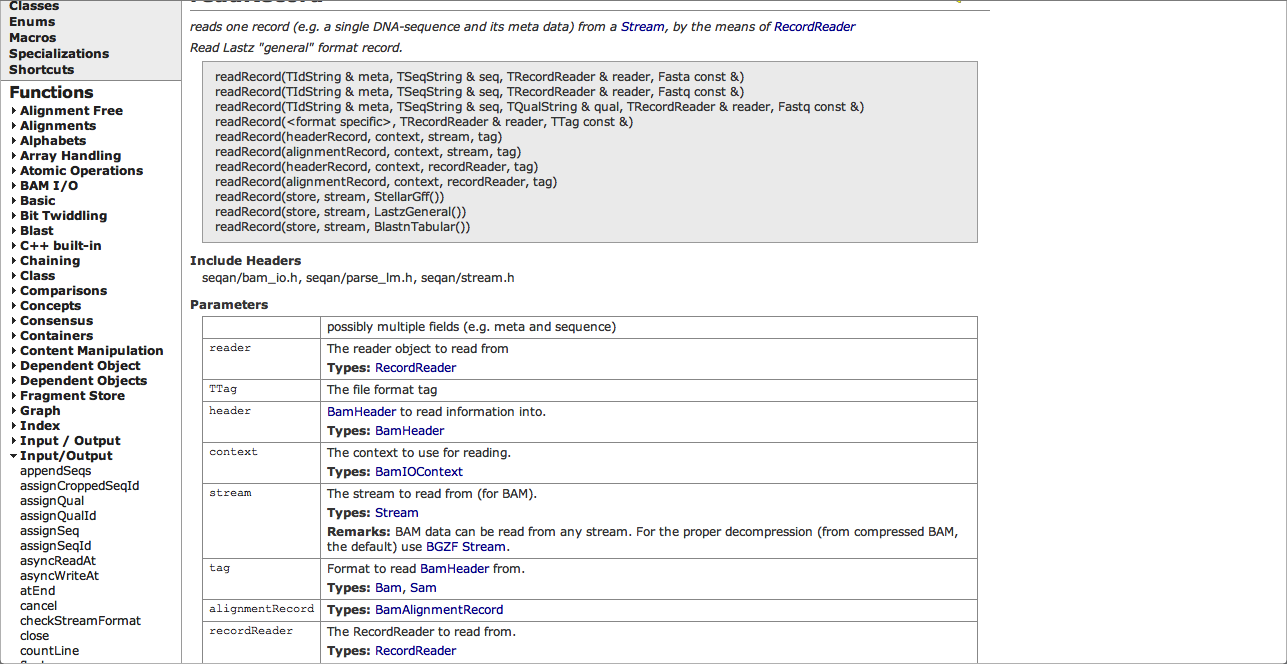 Classes
Enums
Macros
Specializations
Shortcuts
Functions
Alignment Free
Alignments
Alphabets
Array Handling
Atomic Operations
BAM I/O
Basic
Bit Twiddling
Blast
C++ built-in
Chaining
Class
Comparisons
Concepts
Consensus
Containers
Content Manipulation
Dependent Object
Dependent Objects
Fragment Store
Graph
Index
Input / Output
Input/Output
appendSeqs
assignCroppedSeqId
assignQual
assignQualId
assignSeq
assignSeqId
asyncReadAt
asyncWriteAt
atEnd
cancel
checkStreamFormat
close
countLine
reads one record (e.g. a single DNA-sequence and its meta data) from a Stream, by the means of RecordReader
Read Lastz "general" format record.
readRecord(TIdString & meta, TSeqString & seq, TRecordReader & reader, Fasta const &)
readRecord(TIdString & meta, TSeqString & seq, TRecordReader & reader, Fastq const &)
readRecord(TIdString & meta, TSeqString & seq, TQualString & qual, TRecordReader & reader, Fastq const &)
readRecord(<format specific>, TRecordReader & reader, TTag const &)
readRecord(headerRecord, context, stream, tag)
readRecord(alignmentRecord, context, stream, tag)
readRecord(headerRecord, context, recordReader, tag)
readRecord(alignmentRecord, context, recordReader, tag)
readRecord(store, stream, StellarGff())
readRecord(store, stream, LastzGeneral())
readRecord(store, stream, BlastnTabular())
Include Headers
seqan/bam_io.h, seqan/parse_lm.h, seqan/stream.h
Parameters
possibly multiple fields (e.g. meta and sequence)
reader The reader object to read from
Types: RecordReader
TTag The file format tag
header BamHeader to read information into.
Types: BamHeader
context The context to use for reading.
Types: BamIOContext
stream The stream to read from (for BAM).
Types: Stream
Remarks: BAM data can be read from any stream. For the proper decompression (from compressed BAM,
the default) use BGZF Stream.
tag Format to read BamHeader from.
Types: Bam, Sam
alignmentRecord Types: BamAlignmentRecord
recordReader The RecordReader to read from.
Types: RecordReader